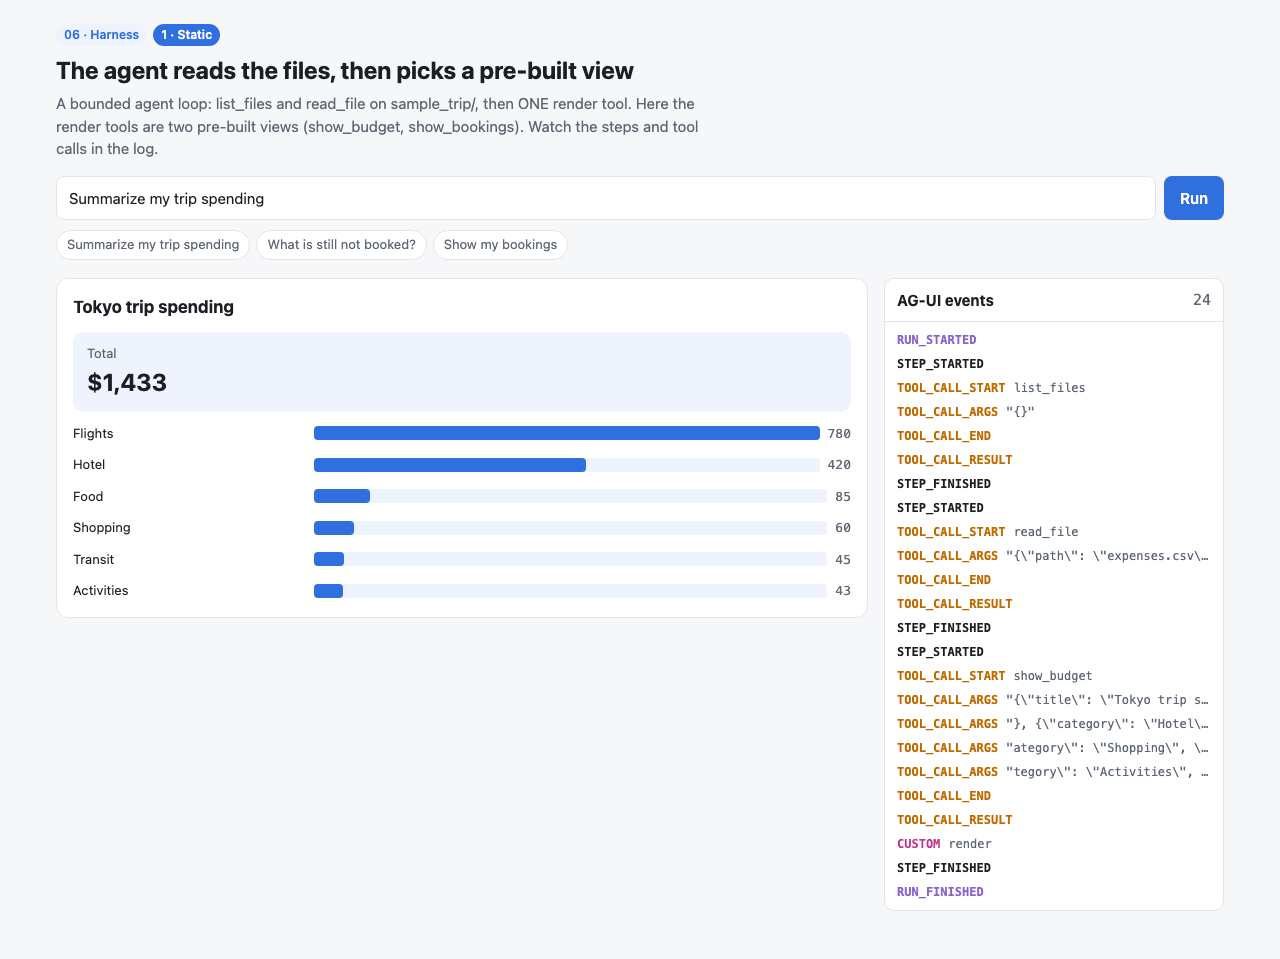 06 · Harness
1 · Static
The agent reads the files, then picks a pre-built view
A bounded agent loop: list_files and read_file on sample_trip/, then ONE render tool. Here the
render tools are two pre-built views (show_budget, show_bookings). Watch the steps and tool
calls in the log.
Summarize my trip spending
Run
Summarize my trip spending
What is still not booked?
Show my bookings
Tokyo trip spending
Total
$1,433
Flights 780
Hotel 420
Food 85
Shopping 60
Transit 45
Activities 43
AG-UI events 24
RUN_STARTED
STEP_STARTED
TOOL_CALL_START list_files
TOOL_CALL_ARGS "{}"
TOOL_CALL_END
TOOL_CALL_RESULT
STEP_FINISHED
STEP_STARTED
TOOL_CALL_START read_file
TOOL_CALL_ARGS "{\"path\": \"expenses.csv\…
TOOL_CALL_END
TOOL_CALL_RESULT
STEP_FINISHED
STEP_STARTED
TOOL_CALL_START show_budget
TOOL_CALL_ARGS "{\"title\": \"Tokyo trip s…
TOOL_CALL_ARGS "}, {\"category\": \"Hotel\…
TOOL_CALL_ARGS "ategory\": \"Shopping\", \…
TOOL_CALL_ARGS "tegory\": \"Activities\", …
TOOL_CALL_END
TOOL_CALL_RESULT
CUSTOM render
STEP_FINISHED
RUN_FINISHED